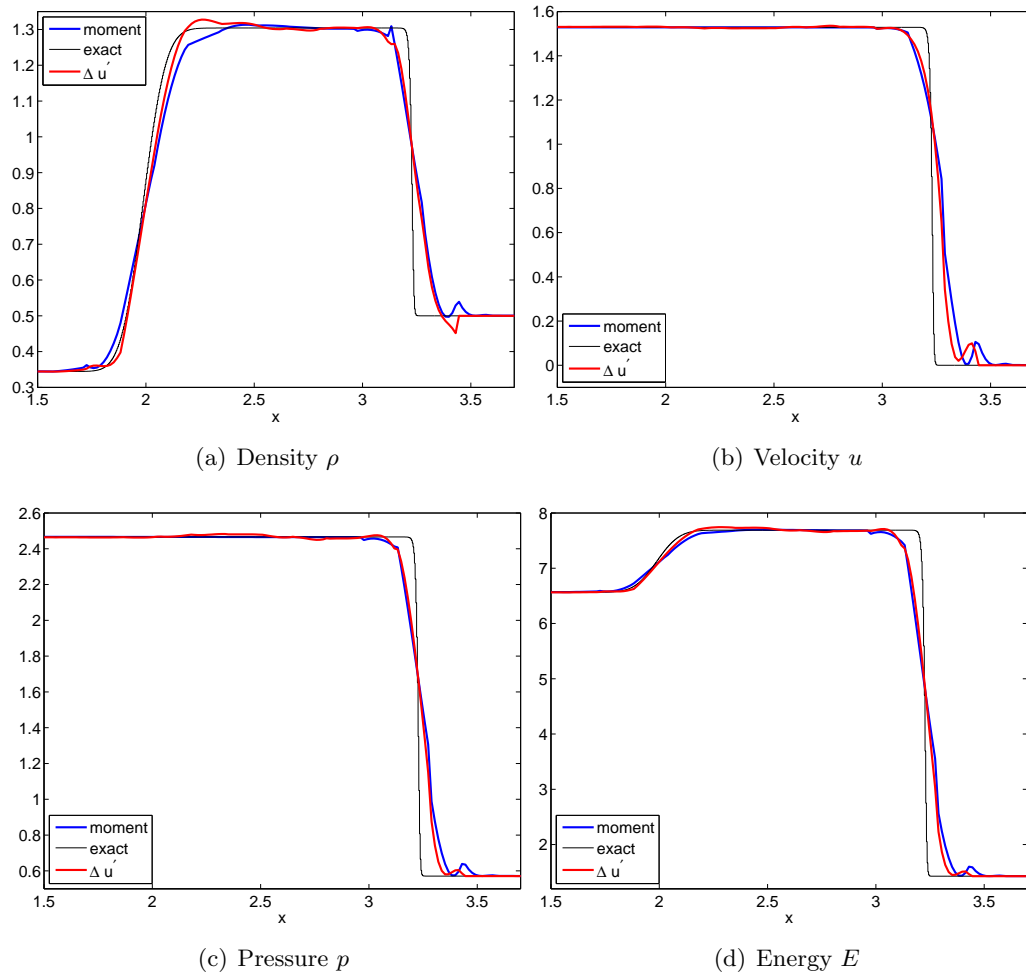 1.3
1.2
1.1
1
0.9
0.8
0.7
0.6
0.5
0.4
0.3
moment
exact
Δ u′
1.5 2 2.5 3 3.5
x
(a) Density ρ
1.6
1.4
1.2
1
0.8
0.6
0.4
0.2
0
moment
exact
Δ u′
1.5 2 2.5 3 3.5
x
(b) Velocity u
2.6
2.4
2.2
2
1.8
1.6
1.4
1.2
1
0.8
0.6
moment
exact
Δ u′
1.5 2 2.5 3 3.5
x
(c) Pressure p
8
7
6
5
4
3
2
moment
exact
Δ u′
1.5 2 2.5 3 3.5
x
(d) Energy E